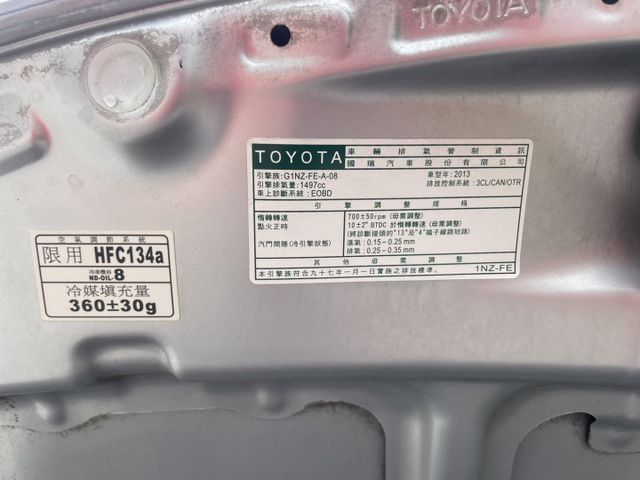 TOYOTA
TOYOTA 車輛排氣管制資訊
國瑞汽車股份有限公司
引擎族: G1NZ-FE-A-08 車型年: 2013
引擎排氣量: 1497cc 排放控制系統: 3CL/CAN/OTR
車上診斷系統: EOBD
引擎調整規格
惰轉轉速 700±50rpm (毋需調整)
點火正時 10±2° BTDC 於惰轉轉速 (毋需調整)
(將診斷接頭的"13"及"4"端子線路短路)
汽門間隙(冷引擎狀態) 進氣: 0.15－0.25mm
排氣: 0.25－0.35mm
其他毋需調整
本引擎族符合九十七年一月一日實施之排放標準. 1NZ-FE
空氣調節系統
限用 HFC134a
冷凍機油
ND-OIL-8
冷媒填充量
360±30g